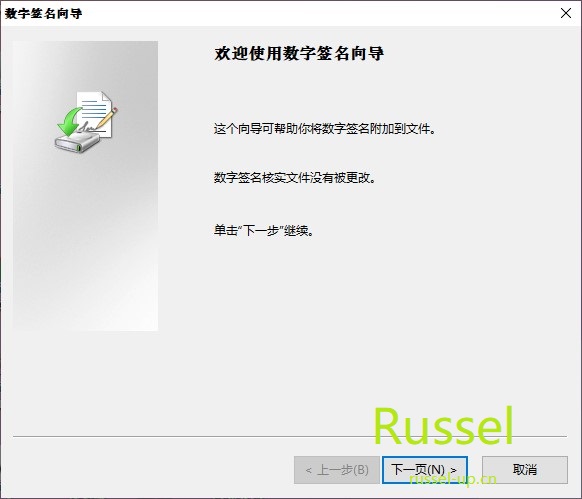 数字签名向导
欢迎使用数字签名向导
这个向导可帮助你将数字签名附加到文件。
数字签名核实文件没有被更改。
单击“下一步”继续。
Russel
< 上一步(B)
下一页(N) >
取消
russel-up.cn